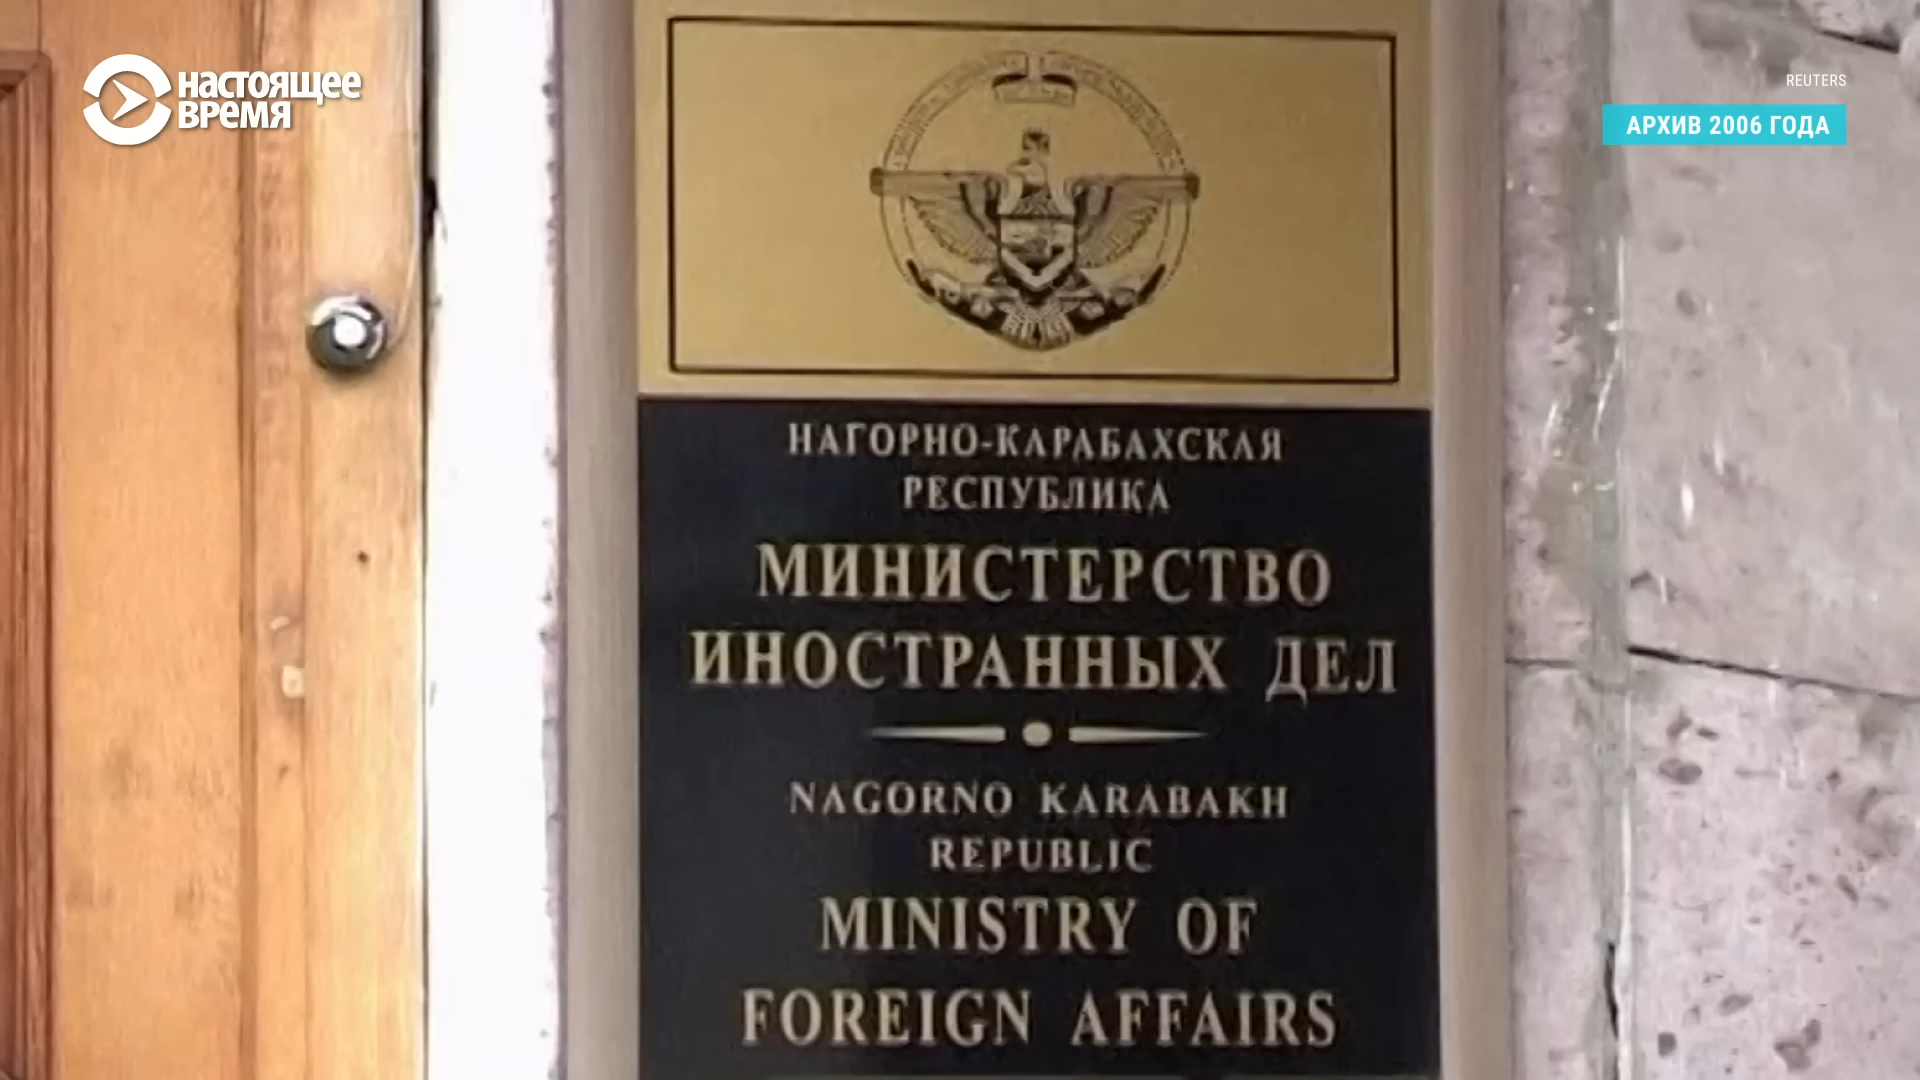 НАСТОЯЩЕЕ
ВРЕМЯ
REUTERS
АРХИВ 2006 ГОДА
НАГОРНО-КАРАБАХСКАЯ
РЕСПУБЛИКА
МИНИСТЕРСТВО
ИНОСТРАННЫХ ДЕЛ
NAGORNO KARABAKH
REPUBLIC
MINISTRY OF
FOREIGN AFFAIRS